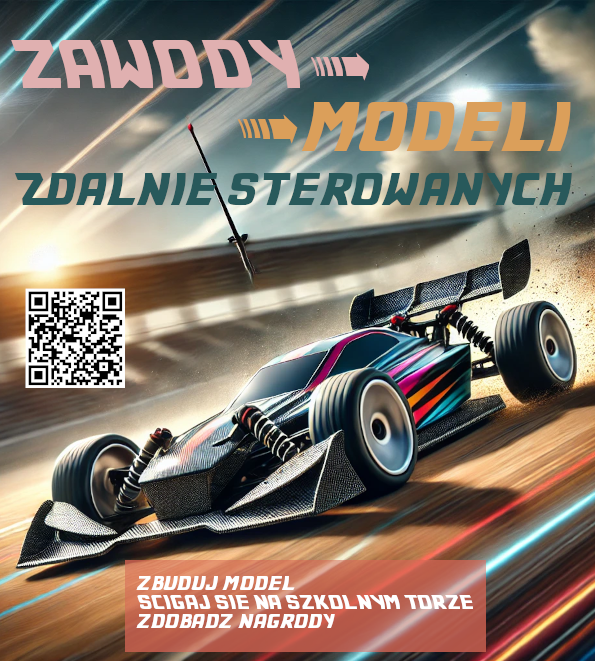 ZAWODY
MODELI
ZDALNIE STEROWANYCH
ZBUDUJ MODEL
SCIGAJ SIE NA SZKOLNYM TORZE
ZDOBADZ NAGRODY